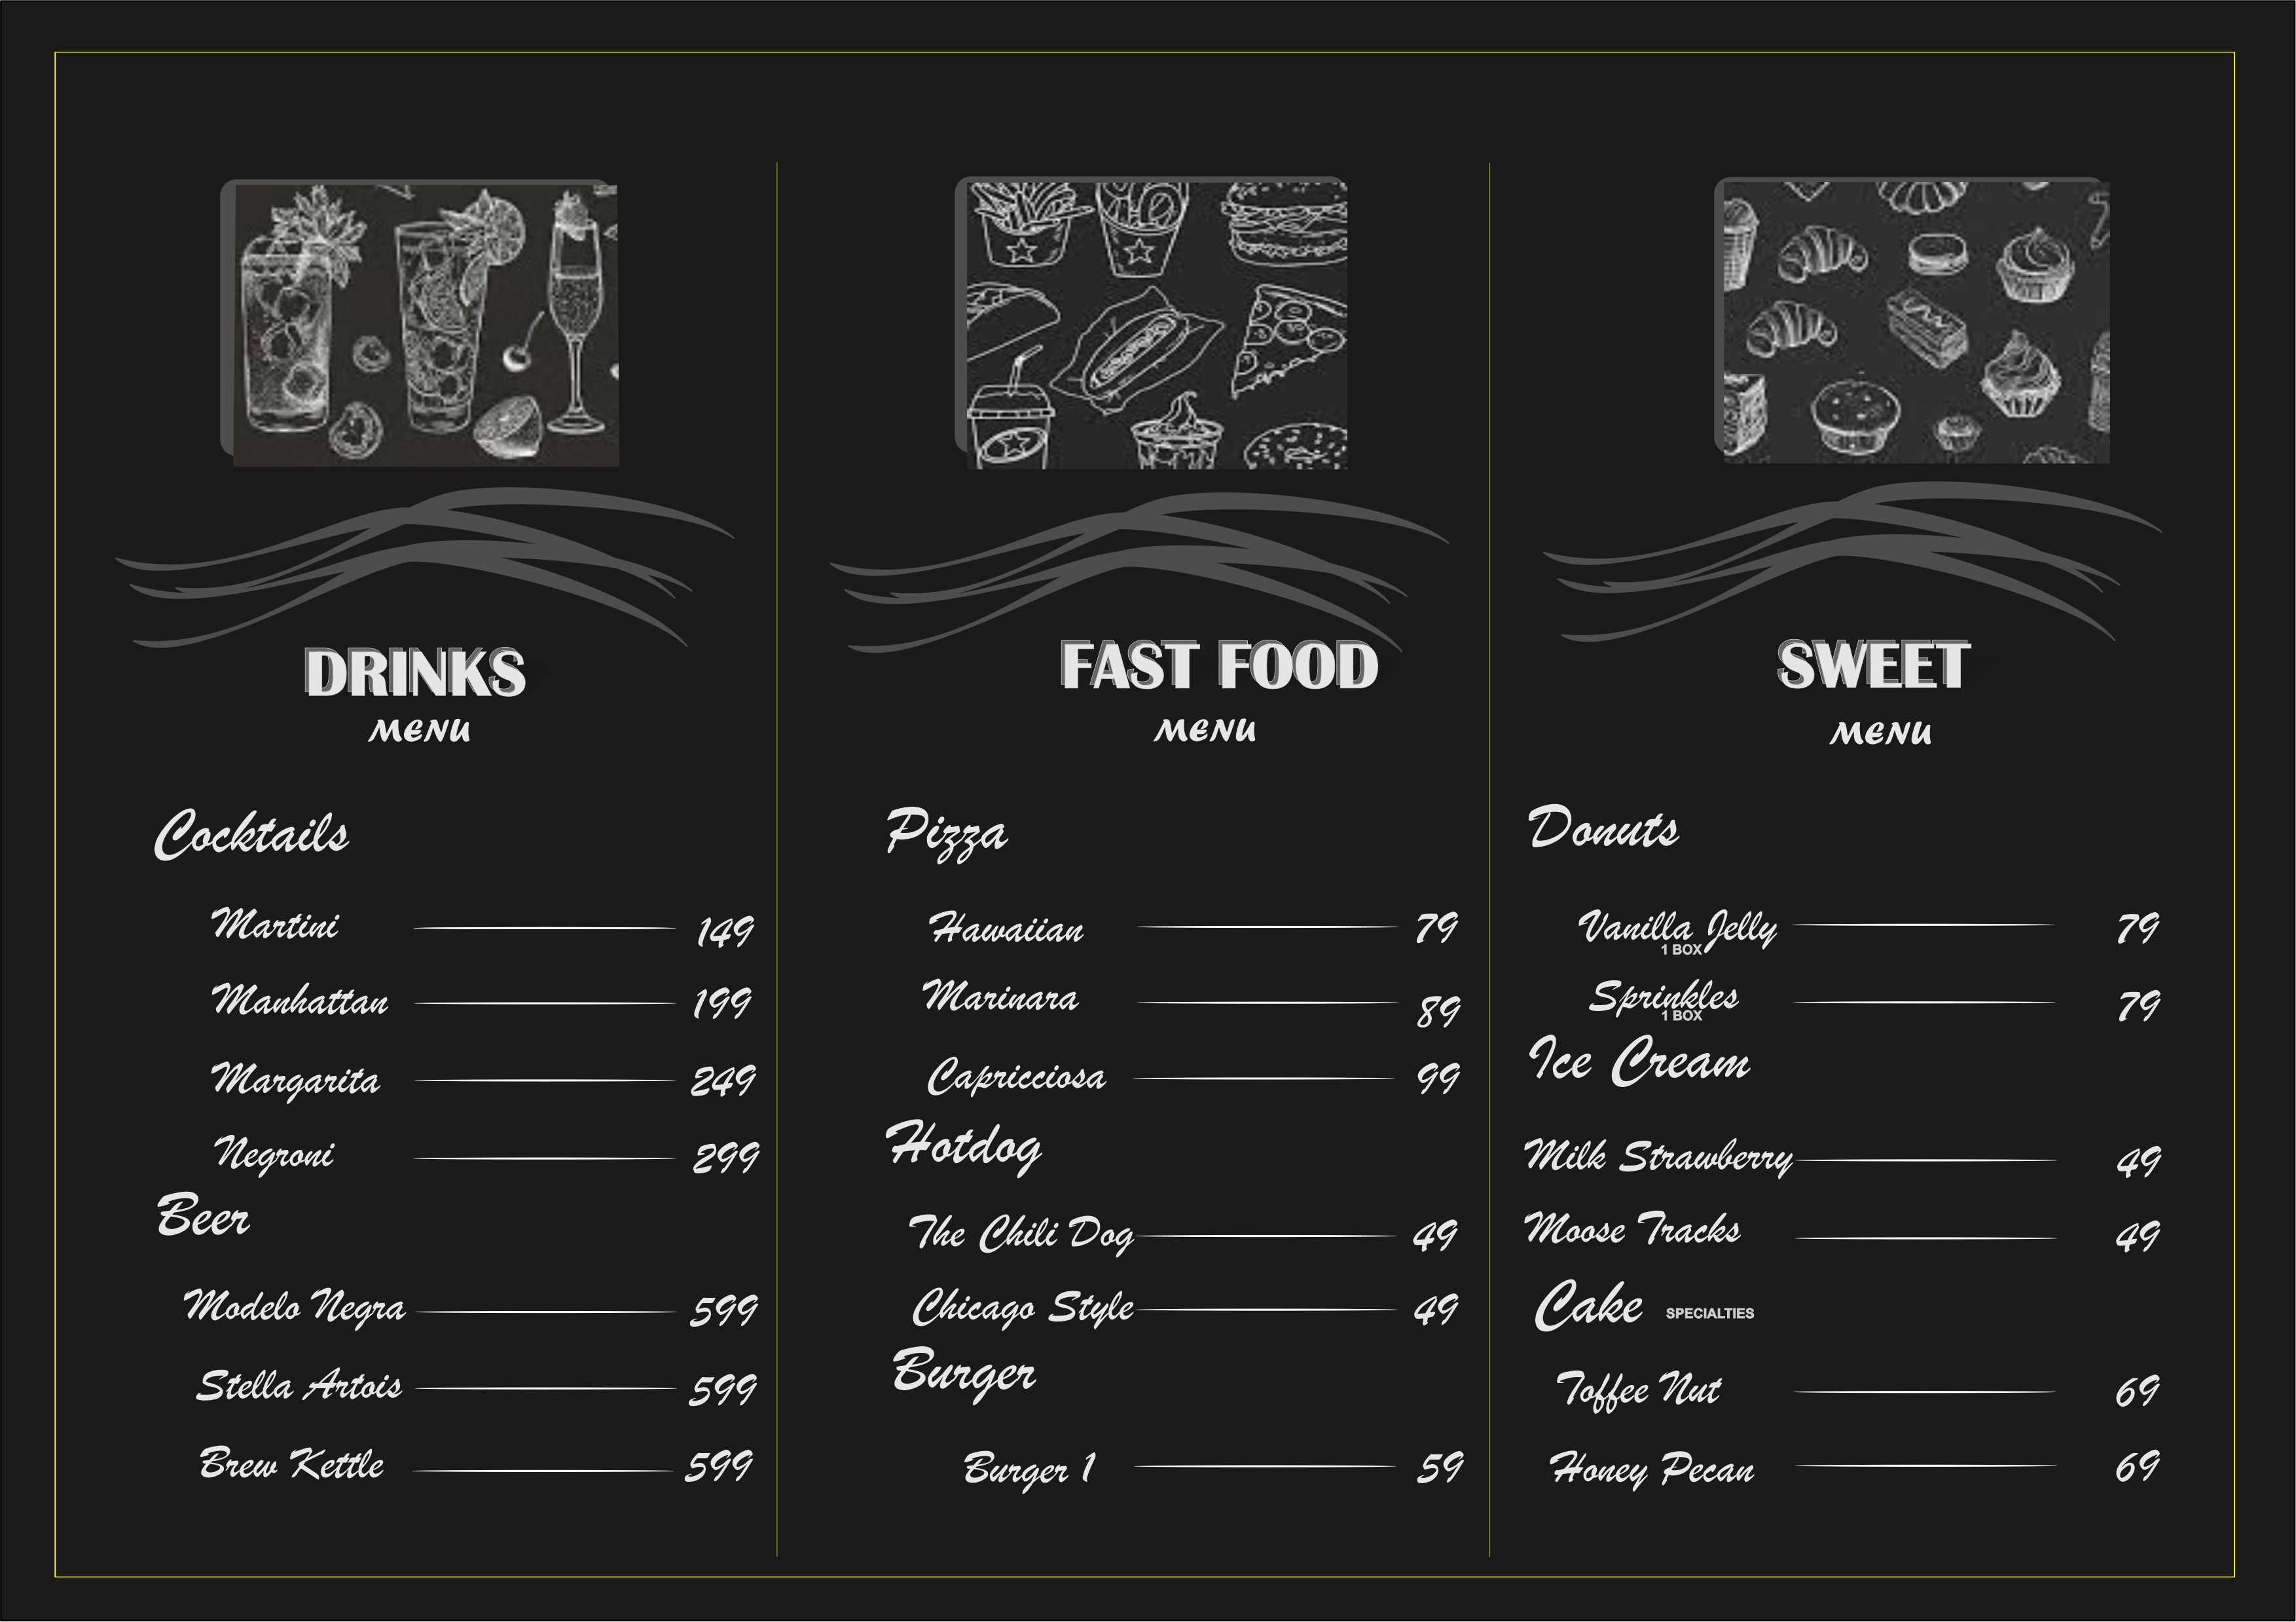 DRINKS
MENU
Cocktails
Martini 149
Manhattan 199
Margarita 249
Negroni 299
Beer
Modelo Negra 599
Stella Artois 599
Brew Kettle 599
FAST FOOD
MENU
Pizza
Hawaiian 79
Marinara 89
Capricciosa 99
Hotdog
The Chili Dog 49
Chicago Style 49
Burger
Burger 1 59
SWEET
MENU
Donuts
Vanilla Jelly 79
1 BOX
Sprinkles 79
1 BOX
Ice Cream
Milk Strawberry 49
Moose Tracks 49
Cake SPECIALTIES
Toffee Nut 69
Honey Pecan 69